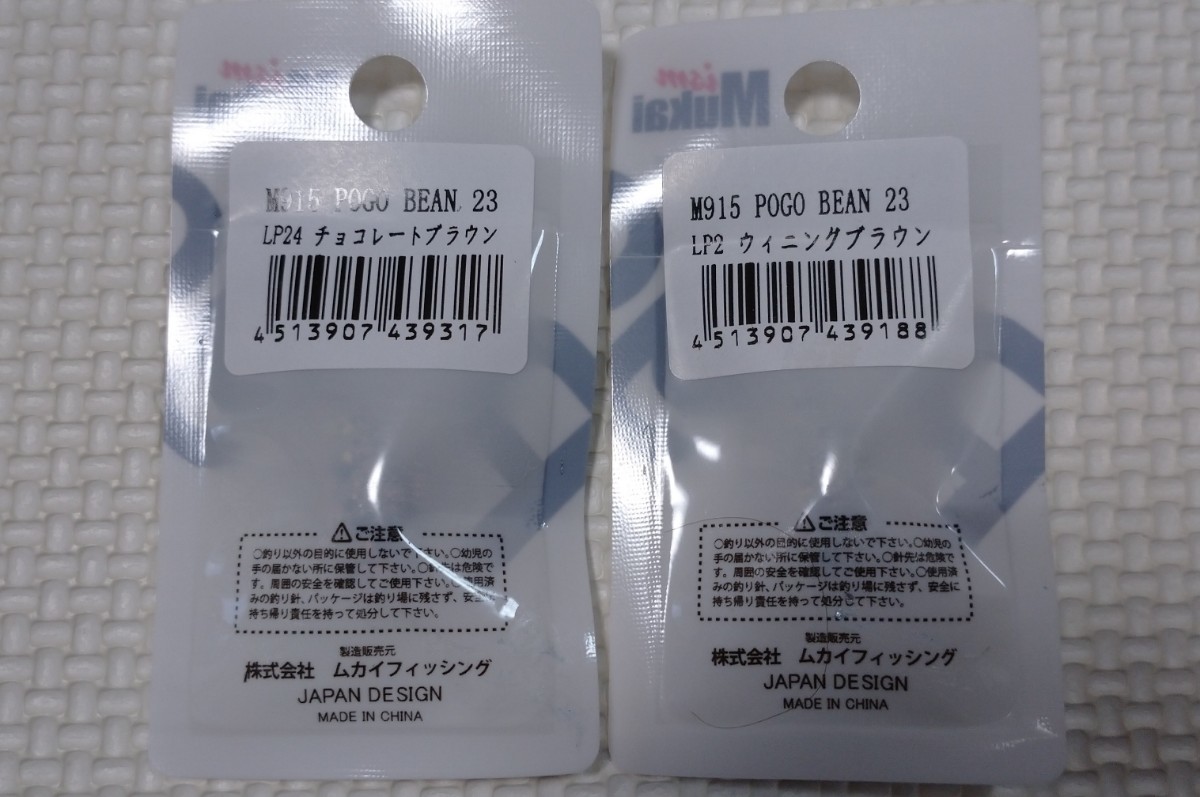 ism
Mukai
M915 POGO BEAN 23
LP24 チョコレートブラウン
4 513907 439317
⚠ご注意
○釣り以外の目的に使用しないで下さい。○幼児の
手の届かない所に保管して下さい。○針先は危険で
す。周囲の安全を確認してご使用下さい。○使用済
みの釣り針、パッケージは釣り場に残さず、安全に
持ち帰り責任を持って処分して下さい。
製造販売元
株式会社 ムカイフィッシング
JAPAN DESIGN
MADE IN CHINA
ism
Mukai
M915 POGO BEAN 23
LP2 ウィニングブラウン
4 513907 439188
⚠ご注意
○釣り以外の目的に使用しないで下さい。○幼児の
手の届かない所に保管して下さい。○針先は危険で
す。周囲の安全を確認してご使用下さい。○使用済
みの釣り針、パッケージは釣り場に残さず、安全に
持ち帰り責任を持って処分して下さい。
製造販売元
株式会社 ムカイフィッシング
JAPAN DESIGN
MADE IN CHINA